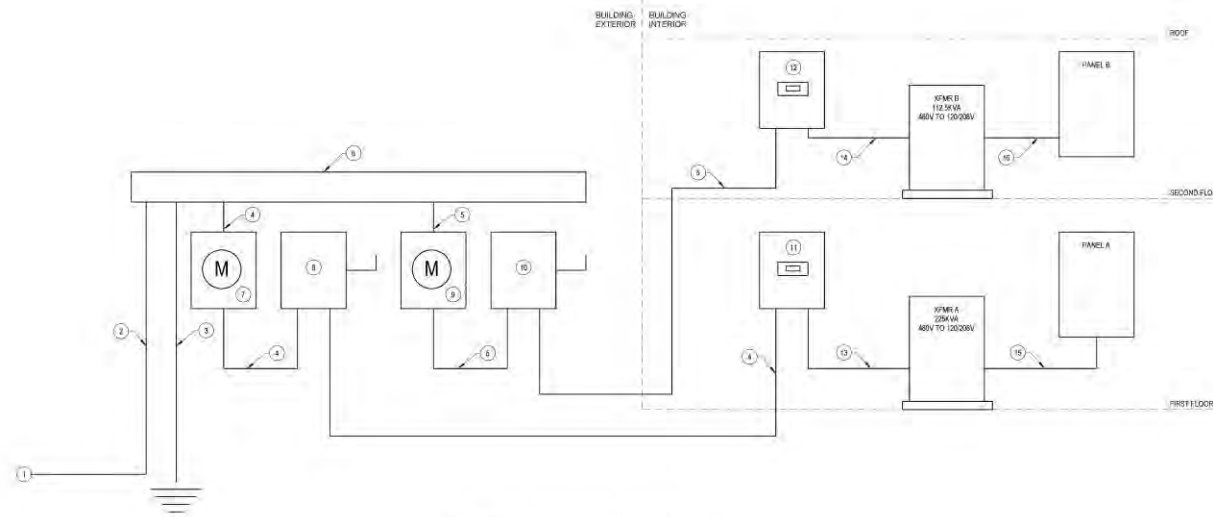 BUILDING EXTERIOR
BUILDING INTERIOR
ROOF
12
PANEL B
XFMR B
112.5KVA
480V TO 120/208V
14
16
6
5
SECOND FLO
4
5
11
PANEL A
M
8
M
10
7
9
XFMR A
225KVA
480V TO 120/208V
2
3
4
5
4
13
15
FIRST FLOOR
1